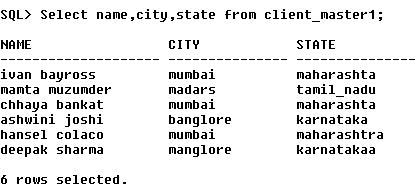 SQL> Select name,city,state from client_master1;
NAME CITY STATE
-------------------- --------------- ---------------
ivan bayross mumbai maharashta
mamta muzumder madars tamil_nadu
chhaya bankat mumbai maharashta
ashwini joshi banglore karnataka
hansel colaco mumbai maharashtra
deepak sharma manglore karnatakaa
6 rows selected.